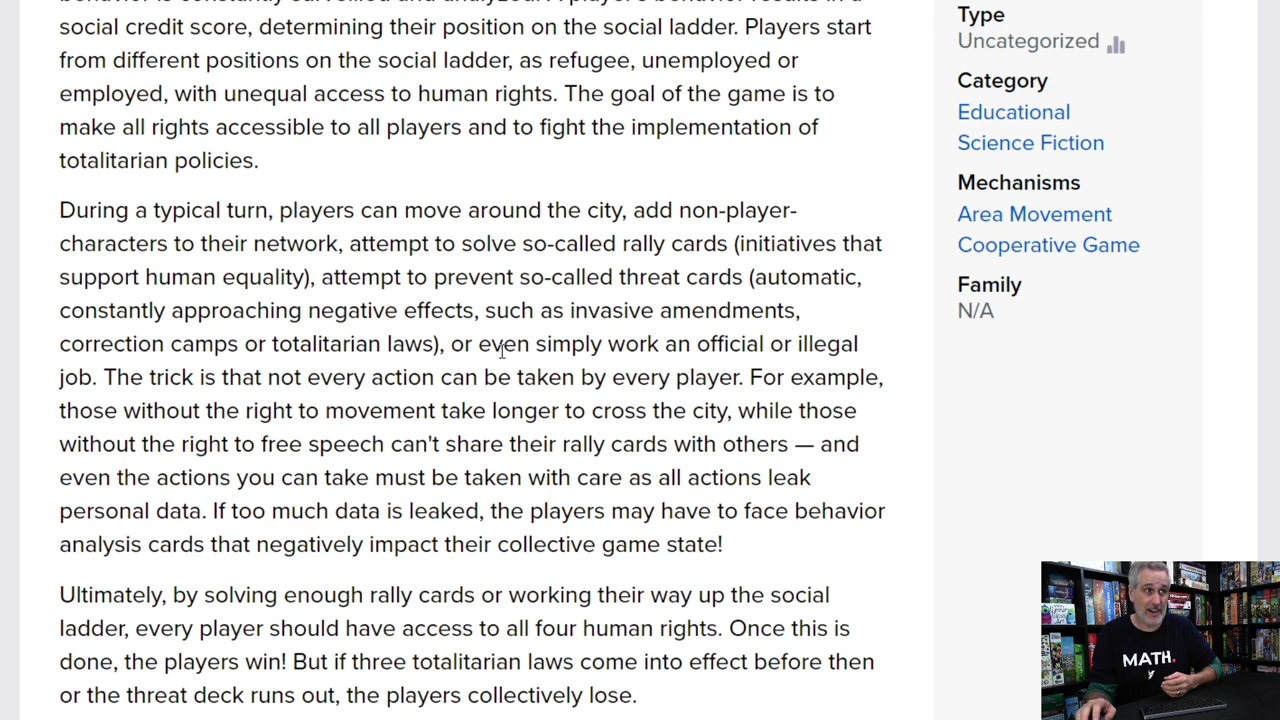 social credit score, determining their position on the social ladder. Players start
from different positions on the social ladder, as refugee, unemployed or
employed, with unequal access to human rights. The goal of the game is to
make all rights accessible to all players and to fight the implementation of
totalitarian policies.
During a typical turn, players can move around the city, add non-player-
characters to their network, attempt to solve so-called rally cards (initiatives that
support human equality), attempt to prevent so-called threat cards (automatic,
constantly approaching negative effects, such as invasive amendments,
correction camps or totalitarian laws), or even simply work an official or illegal
job. The trick is that not every action can be taken by every player. For example,
those without the right to movement take longer to cross the city, while those
without the right to free speech can't share their rally cards with others — and
even the actions you can take must be taken with care as all actions leak
personal data. If too much data is leaked, the players may have to face behavior
analysis cards that negatively impact their collective game state!
Ultimately, by solving enough rally cards or working their way up the social
ladder, every player should have access to all four human rights. Once this is
done, the players win! But if three totalitarian laws come into effect before then
or the threat deck runs out, the players collectively lose.
Type
Uncategorized
Category
Educational
Science Fiction
Mechanisms
Area Movement
Cooperative Game
Family
N/A
MATH.